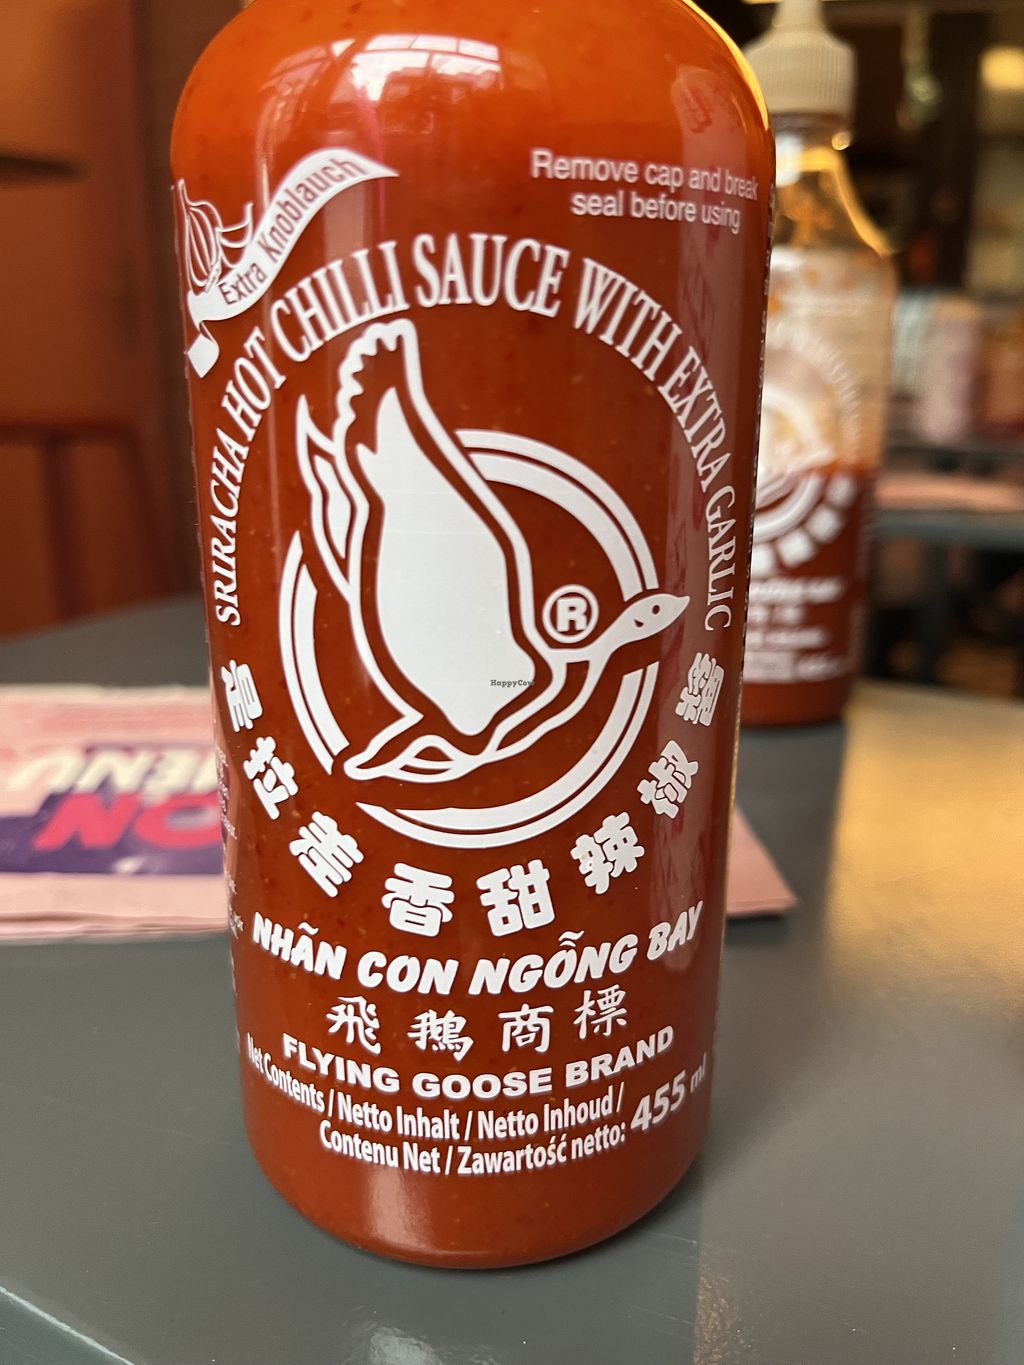 Extra Knoblauch
Remove cap and break
seal before using
SRIRACHA HOT CHILLI SAUCE WITH EXTRA GARLIC
®
HappyCow
是拉差香甜辣椒醬
NHÃN CON NGỖNG BAY
飛鵝商標
FLYING GOOSE BRAND
Net Contents / Netto Inhalt / Netto Inhoud /
Contenu Net / Zawartość netto: 455 ml